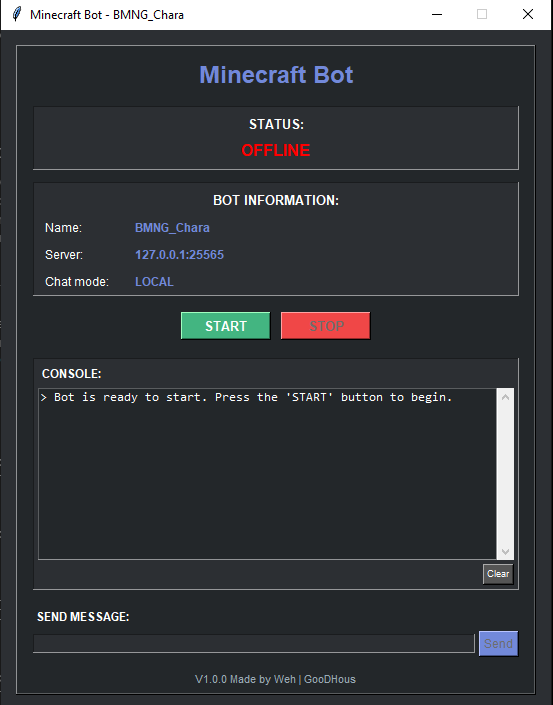 Minecraft Bot - BMNG_Chara
Minecraft Bot
STATUS:
OFFLINE
BOT INFORMATION:
Name: BMNG_Chara
Server: 127.0.0.1:25565
Chat mode: LOCAL
START STOP
CONSOLE:
> Bot is ready to start. Press the 'START' button to begin.
Clear
SEND MESSAGE:
Send
V1.0.0 Made by Weh | GooDHous